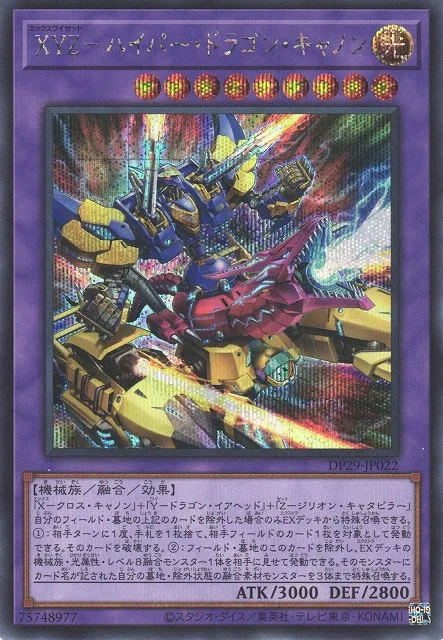 エックスワイゼット
XYZ－ハイパー・ドラゴン・キャノン
光
DP29-JP022
【機械族／融合／効果】
「X－クロス・キャノン」＋「Y－ドラゴン・イアヘッド」＋「Z－ジリオン・キャタピラー」
自分のフィールド・墓地の上記のカードを除外した場合のみEXデッキから特殊召喚できる。
①：相手ターンに1度、手札を1枚捨て、相手フィールドのカード1枚を対象として発動
できる。そのカードを破壊する。②：フィールド・墓地のこのカードを除外し、EXデッキの
機械族・光属性・レベル8融合モンスター1体を相手に見せて発動できる。そのモンスターに
カード名が記された自分の墓地・除外状態の融合素材モンスターを3体まで特殊召喚する。
ATK/3000 DEF/2800
75748977
©スタジオ・ダイス／集英社・テレビ東京・KONAMI